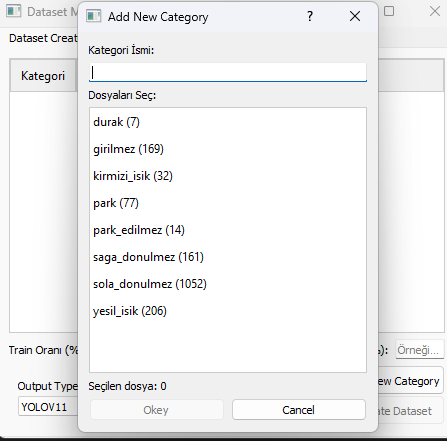 Dataset M
Add New Category
?
Dataset Creat
Kategori İsmi:
Kategori
Dosyaları Seç:
durak (7)
girilmez (169)
kirmizi_isik (32)
park (77)
park_edilmez (14)
saga_donulmez (161)
sola_donulmez (1052)
yesil_isik (206)
Train Oranı (%
%):
Örneği...
Output Type
Seçilen dosya: 0
ew Category
YOLOV11
Okey
Cancel
te Dataset